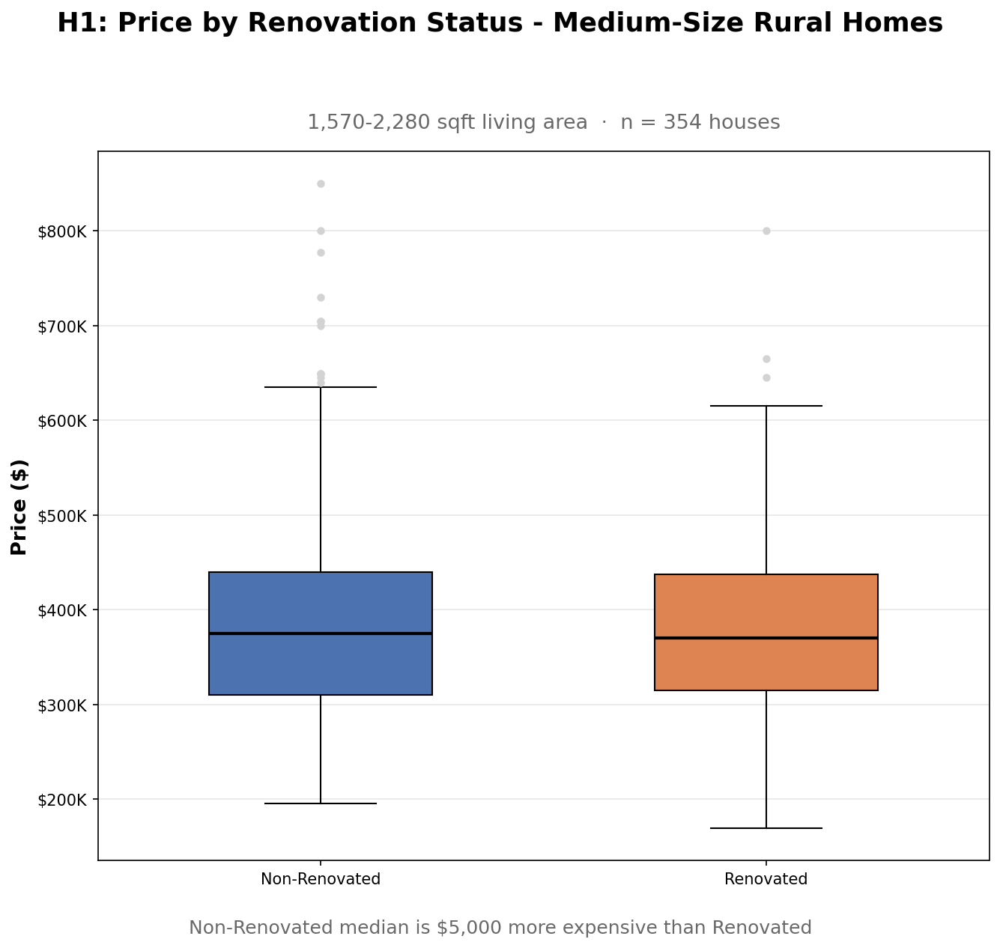 H1: Price by Renovation Status - Medium-Size Rural Homes
1,570-2,280 sqft living area · n = 354 houses
Price ($)
$800K
$700K
$600K
$500K
$400K
$300K
$200K
Non-Renovated
Renovated
Non-Renovated median is $5,000 more expensive than Renovated